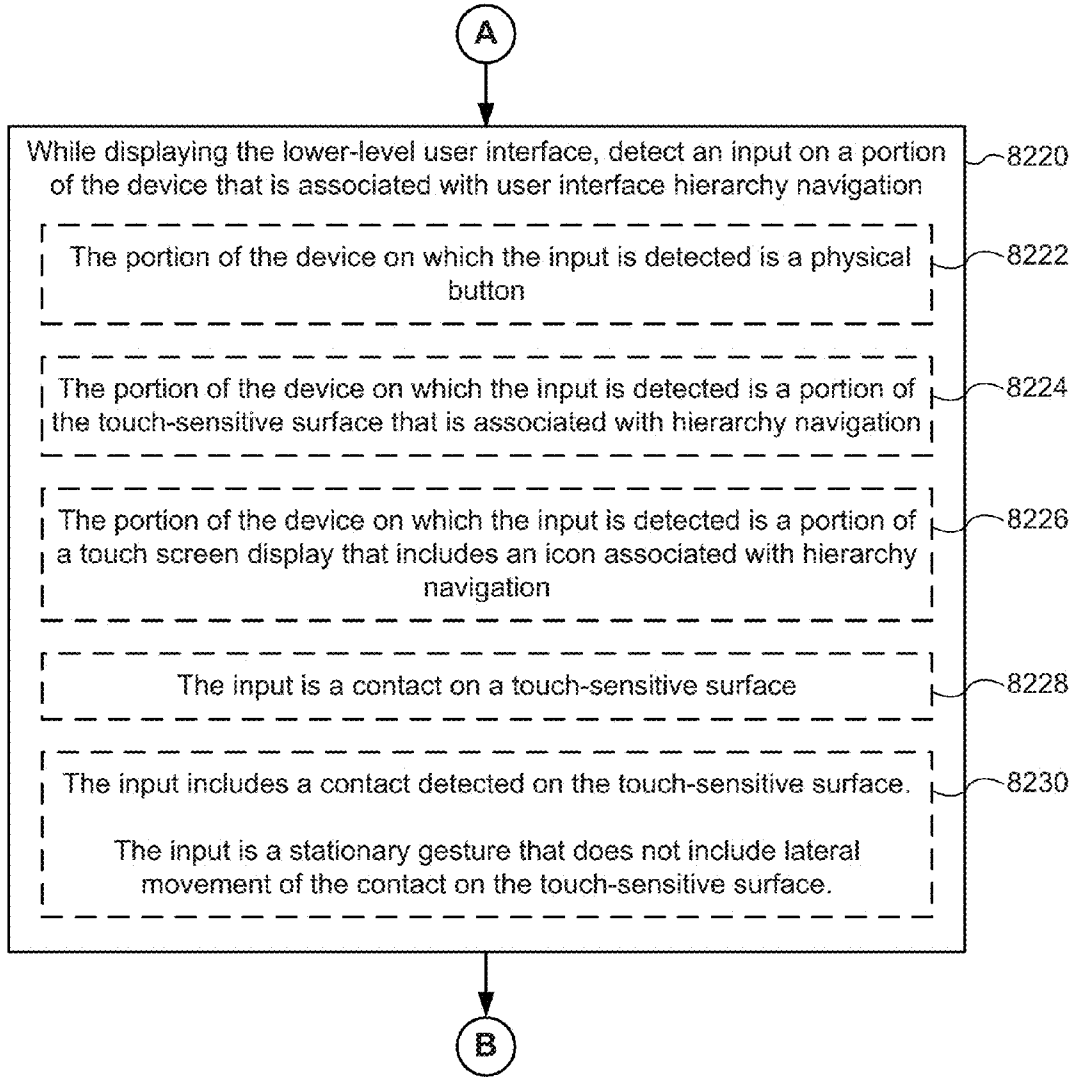 A
While displaying the lower-level user interface, detect an input on a portion
of the device that is associated with user interface hierarchy navigation
8220
The portion of the device on which the input is detected is a physical
button
8222
The portion of the device on which the input is detected is a portion of
the touch-sensitive surface that is associated with hierarchy navigation
8224
The portion of the device on which the input is detected is a portion of
a touch screen display that includes an icon associated with hierarchy
navigation
8226
The input is a contact on a touch-sensitive surface
8228
The input includes a contact detected on the touch-sensitive surface.
The input is a stationary gesture that does not include lateral
movement of the contact on the touch-sensitive surface.
8230
B